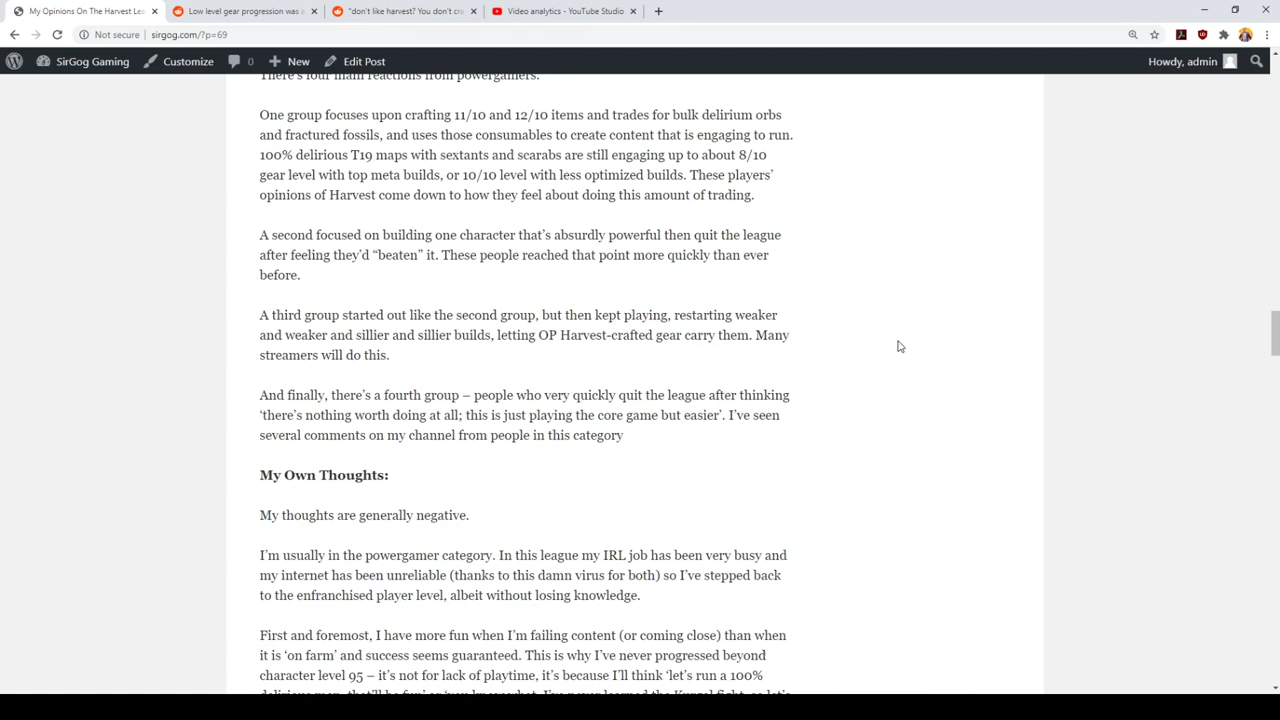 My Opinions On The Harvest Lea
Low level gear progression was a
"don't like harvest? You don't cr
Video analytics - YouTube Studio
Not secure
sirgog.com/?p=69
SirGog Gaming
Customize
0
New
Edit Post
Howdy, admin
There's four main reactions from powergamers.
One group focuses upon crafting 11/10 and 12/10 items and trades for bulk delirium orbs
and fractured fossils, and uses those consumables to create content that is engaging to run.
100% delirious T19 maps with sextants and scarabs are still engaging up to about 8/10
gear level with top meta builds, or 10/10 level with less optimized builds. These players'
opinions of Harvest come down to how they feel about doing this amount of trading.
A second focused on building one character that's absurdly powerful then quit the league
after feeling they'd “beaten” it. These people reached that point more quickly than ever
before.
A third group started out like the second group, but then kept playing, restarting weaker
and weaker and sillier and sillier builds, letting OP Harvest-crafted gear carry them. Many
streamers will do this.
And finally, there's a fourth group – people who very quickly quit the league after thinking
‘there's nothing worth doing at all; this is just playing the core game but easier’. I've seen
several comments on my channel from people in this category
My Own Thoughts:
My thoughts are generally negative.
I'm usually in the powergamer category. In this league my IRL job has been very busy and
my internet has been unreliable (thanks to this damn virus for both) so I've stepped back
to the enfranchised player level, albeit without losing knowledge.
First and foremost, I have more fun when I'm failing content (or coming close) than when
it is ‘on farm’ and success seems guaranteed. This is why I've never progressed beyond
character level 95 – it's not for lack of playtime, it's because I'll think ‘let's run a 100%